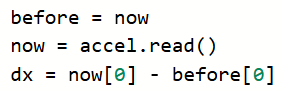 before = now
now = accel.read()
dx = now[0] - before[0]